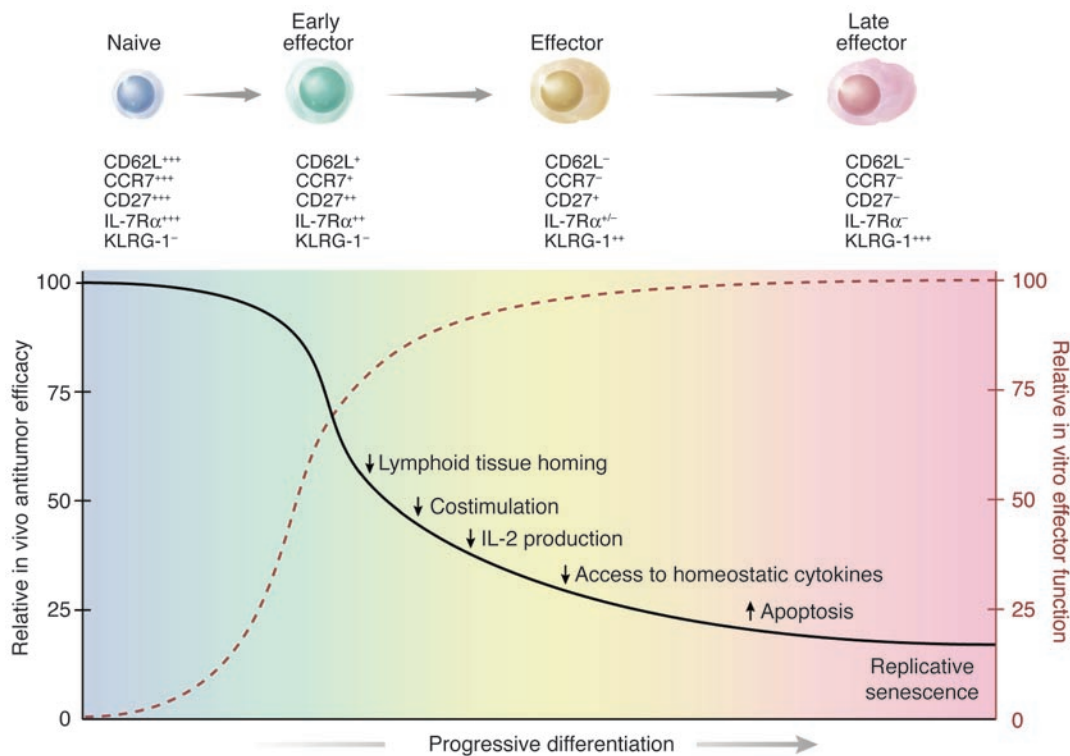 Naive
Early
effector
Effector
Late
effector
CD62L⁺⁺⁺
CCR7⁺⁺⁺
CD27⁺⁺⁺
IL-7Rα⁺⁺⁺
KLRG-1⁻
CD62L⁺
CCR7⁺
CD27⁺⁺
IL-7Rα⁺⁺
KLRG-1⁻
CD62L⁻
CCR7⁻
CD27⁺
IL-7Rα⁺/⁻
KLRG-1⁺⁺
CD62L⁻
CCR7⁻
CD27⁻
IL-7Rα⁻
KLRG-1⁺⁺⁺
Relative in vivo antitumor efficacy
100
75
50
25
0
↓ Lymphoid tissue homing
↓ Costimulation
↓ IL-2 production
↓ Access to homeostatic cytokines
↑ Apoptosis
Replicative
senescence
100
75
50
25
0
Relative in vitro effector
function
Progressive differentiation